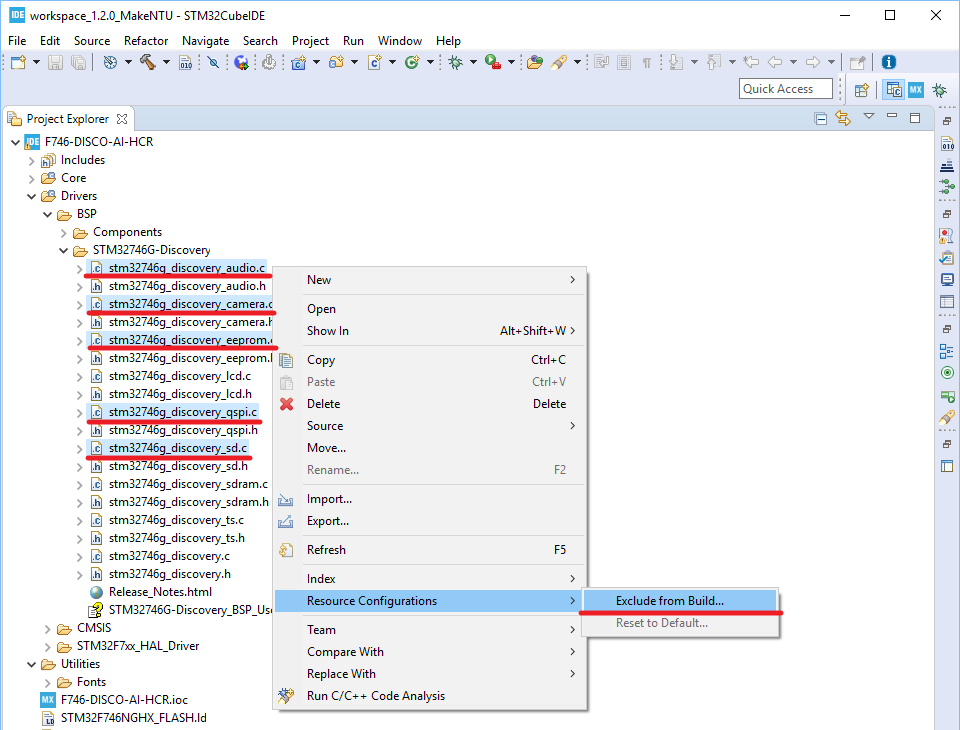 IDE workspace_1.2.0_MakeNTU - STM32CubeIDE
File Edit Source Refactor Navigate Search Project Run Window Help
010
Quick Access
MX
Project Explorer
IDE F746-DISCO-AI-HCR
Includes
Core
Drivers
BSP
Components
STM32746G-Discovery
.c stm32746g_discovery_audio.c
.h stm32746g_discovery_audio.h
.c stm32746g_discovery_camera.c
.h stm32746g_discovery_camera.h
.c stm32746g_discovery_eeprom.c
.h stm32746g_discovery_eeprom.h
.c stm32746g_discovery_lcd.c
.h stm32746g_discovery_lcd.h
.c stm32746g_discovery_qspi.c
.h stm32746g_discovery_qspi.h
.c stm32746g_discovery_sd.c
.h stm32746g_discovery_sd.h
.c stm32746g_discovery_sdram.c
.h stm32746g_discovery_sdram.h
.c stm32746g_discovery_ts.c
.h stm32746g_discovery_ts.h
.c stm32746g_discovery.c
.h stm32746g_discovery.h
Release_Notes.html
STM32746G-Discovery_BSP_Us
CMSIS
STM32F7xx_HAL_Driver
Utilities
Fonts
MX F746-DISCO-AI-HCR.ioc
STM32F746NGHX_FLASH.ld
New
Open
Show In Alt+Shift+W
Copy Ctrl+C
Paste Ctrl+V
Delete Delete
Source
Move...
Rename... F2
Import...
Export...
Refresh F5
Index
Resource Configurations
Team
Compare With
Replace With
Run C/C++ Code Analysis
Exclude from Build...
Reset to Default...
010